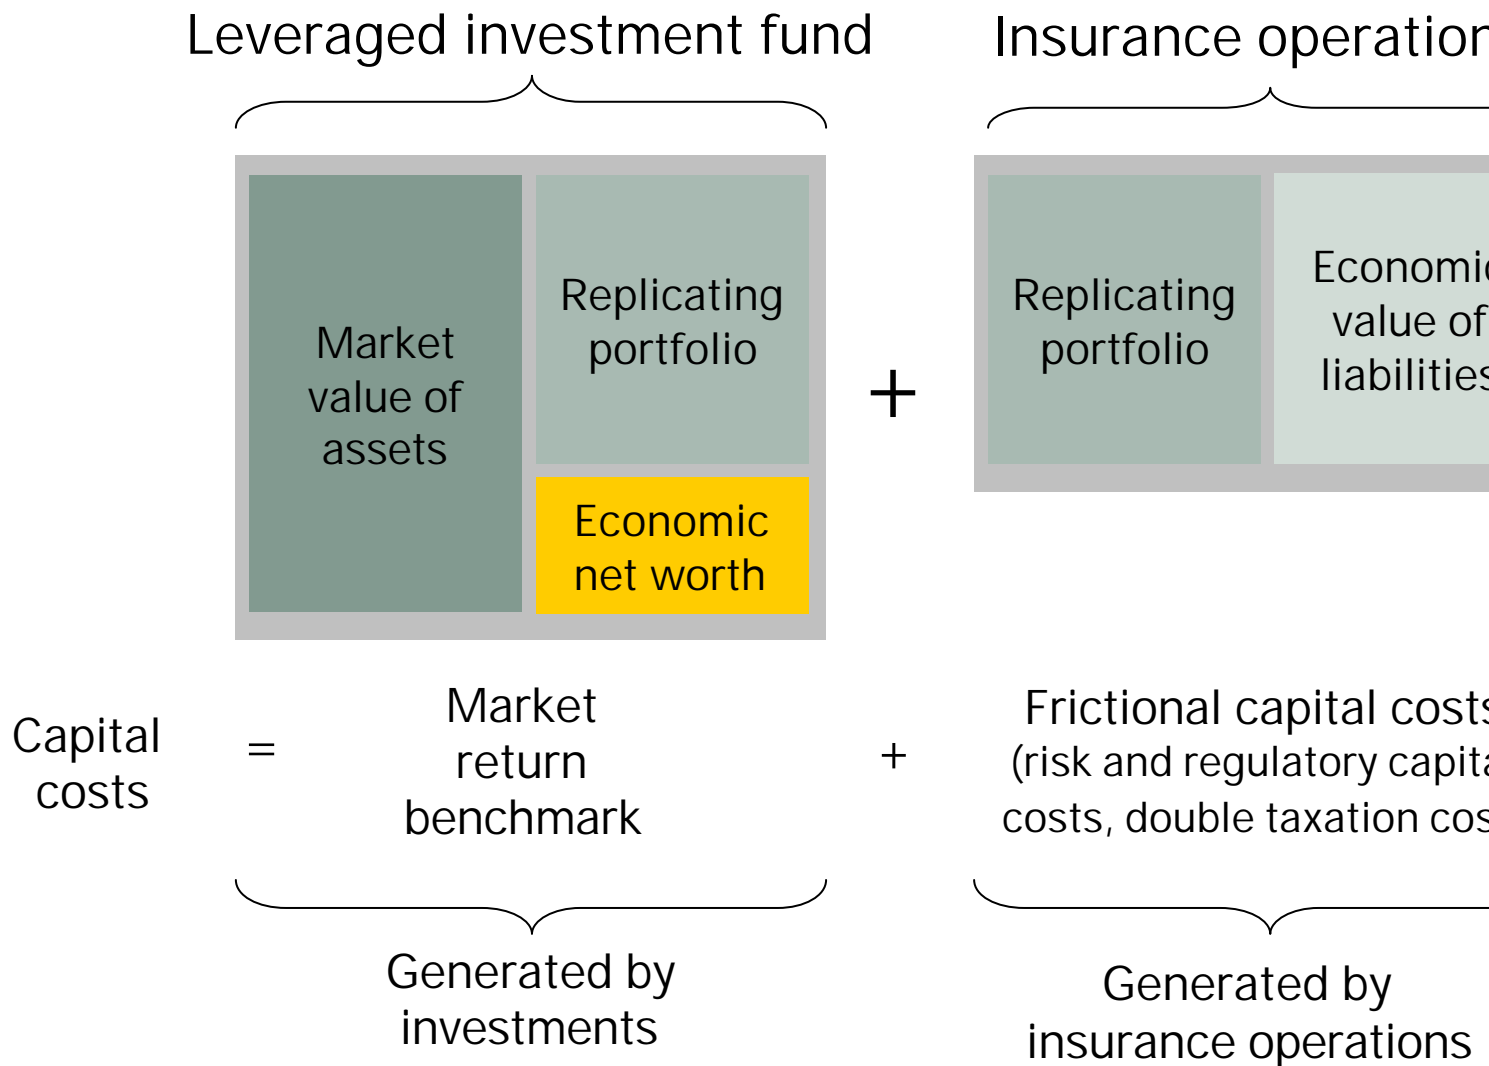 Leveraged investment fund
Insurance operation
Market
value of
assets
Replicating
portfolio
Economic
net worth
+
Replicating
portfolio
Economic
value of
liabilities
Capital
costs
=
Market
return
benchmark
+
Frictional capital costs
(risk and regulatory capita
costs, double taxation cos
Generated by
investments
Generated by
insurance operations